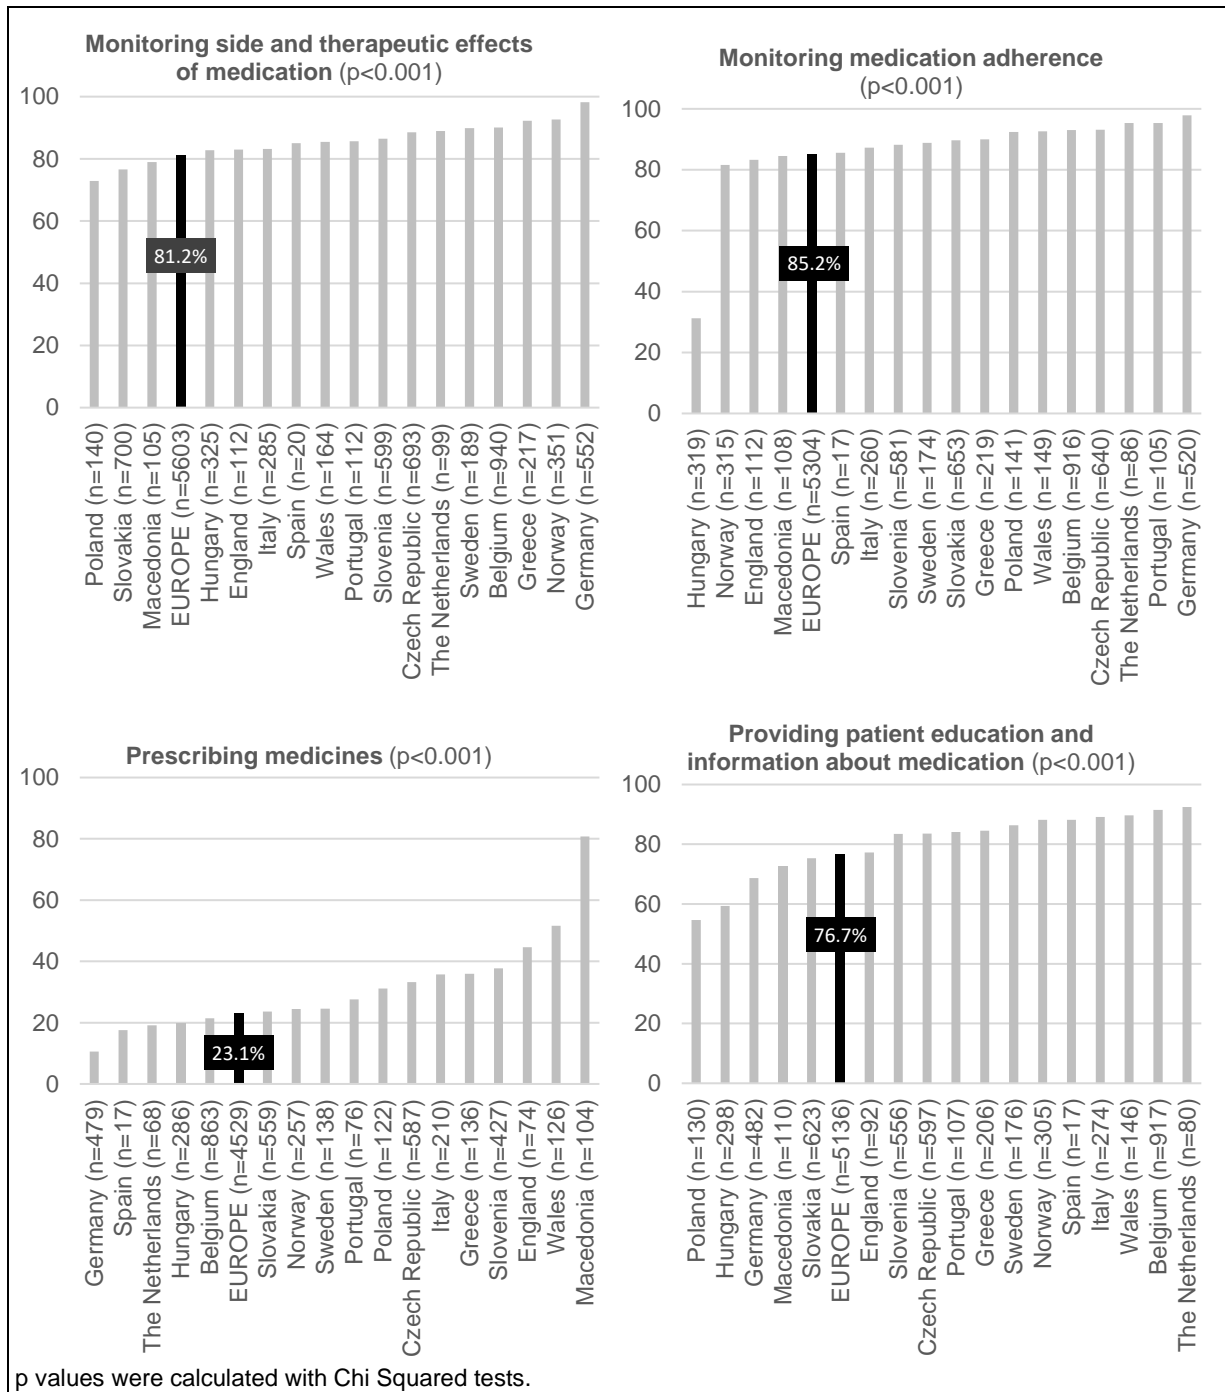 Monitoring side and therapeutic effects
of medication (p<0.001)
100
80
60
40
20
0
81.2%
Poland (n=140)
Slovakia (n=700)
Macedonia (n=105)
EUROPE (n=5603)
Hungary (n=325)
England (n=112)
Italy (n=285)
Spain (n=20)
Wales (n=164)
Portugal (n=112)
Slovenia (n=599)
Czech Republic (n=693)
The Netherlands (n=99)
Sweden (n=189)
Belgium (n=940)
Greece (n=217)
Norway (n=351)
Germany (n=552)
Monitoring medication adherence
(p<0.001)
100
80
60
40
20
0
85.2%
Hungary (n=319)
Norway (n=315)
England (n=112)
Macedonia (n=108)
EUROPE (n=5304)
Spain (n=17)
Italy (n=260)
Slovenia (n=581)
Sweden (n=174)
Slovakia (n=653)
Greece (n=219)
Poland (n=141)
Wales (n=149)
Belgium (n=916)
Czech Republic (n=640)
The Netherlands (n=86)
Portugal (n=105)
Germany (n=520)
Prescribing medicines (p<0.001)
100
80
60
40
20
0
23.1%
Germany (n=479)
Spain (n=17)
The Netherlands (n=68)
Hungary (n=286)
Belgium (n=863)
EUROPE (n=4529)
Slovakia (n=559)
Norway (n=257)
Sweden (n=138)
Portugal (n=76)
Poland (n=122)
Czech Republic (n=587)
Italy (n=210)
Greece (n=136)
Slovenia (n=427)
England (n=74)
Wales (n=126)
Macedonia (n=104)
Providing patient education and
information about medication (p<0.001)
100
80
60
40
20
0
76.7%
Poland (n=130)
Hungary (n=298)
Germany (n=482)
Macedonia (n=110)
Slovakia (n=623)
EUROPE (n=5136)
England (n=92)
Slovenia (n=556)
Czech Republic (n=597)
Portugal (n=107)
Greece (n=206)
Sweden (n=176)
Norway (n=305)
Spain (n=17)
Italy (n=274)
Wales (n=146)
Belgium (n=917)
The Netherlands (n=80)
p values were calculated with Chi Squared tests.